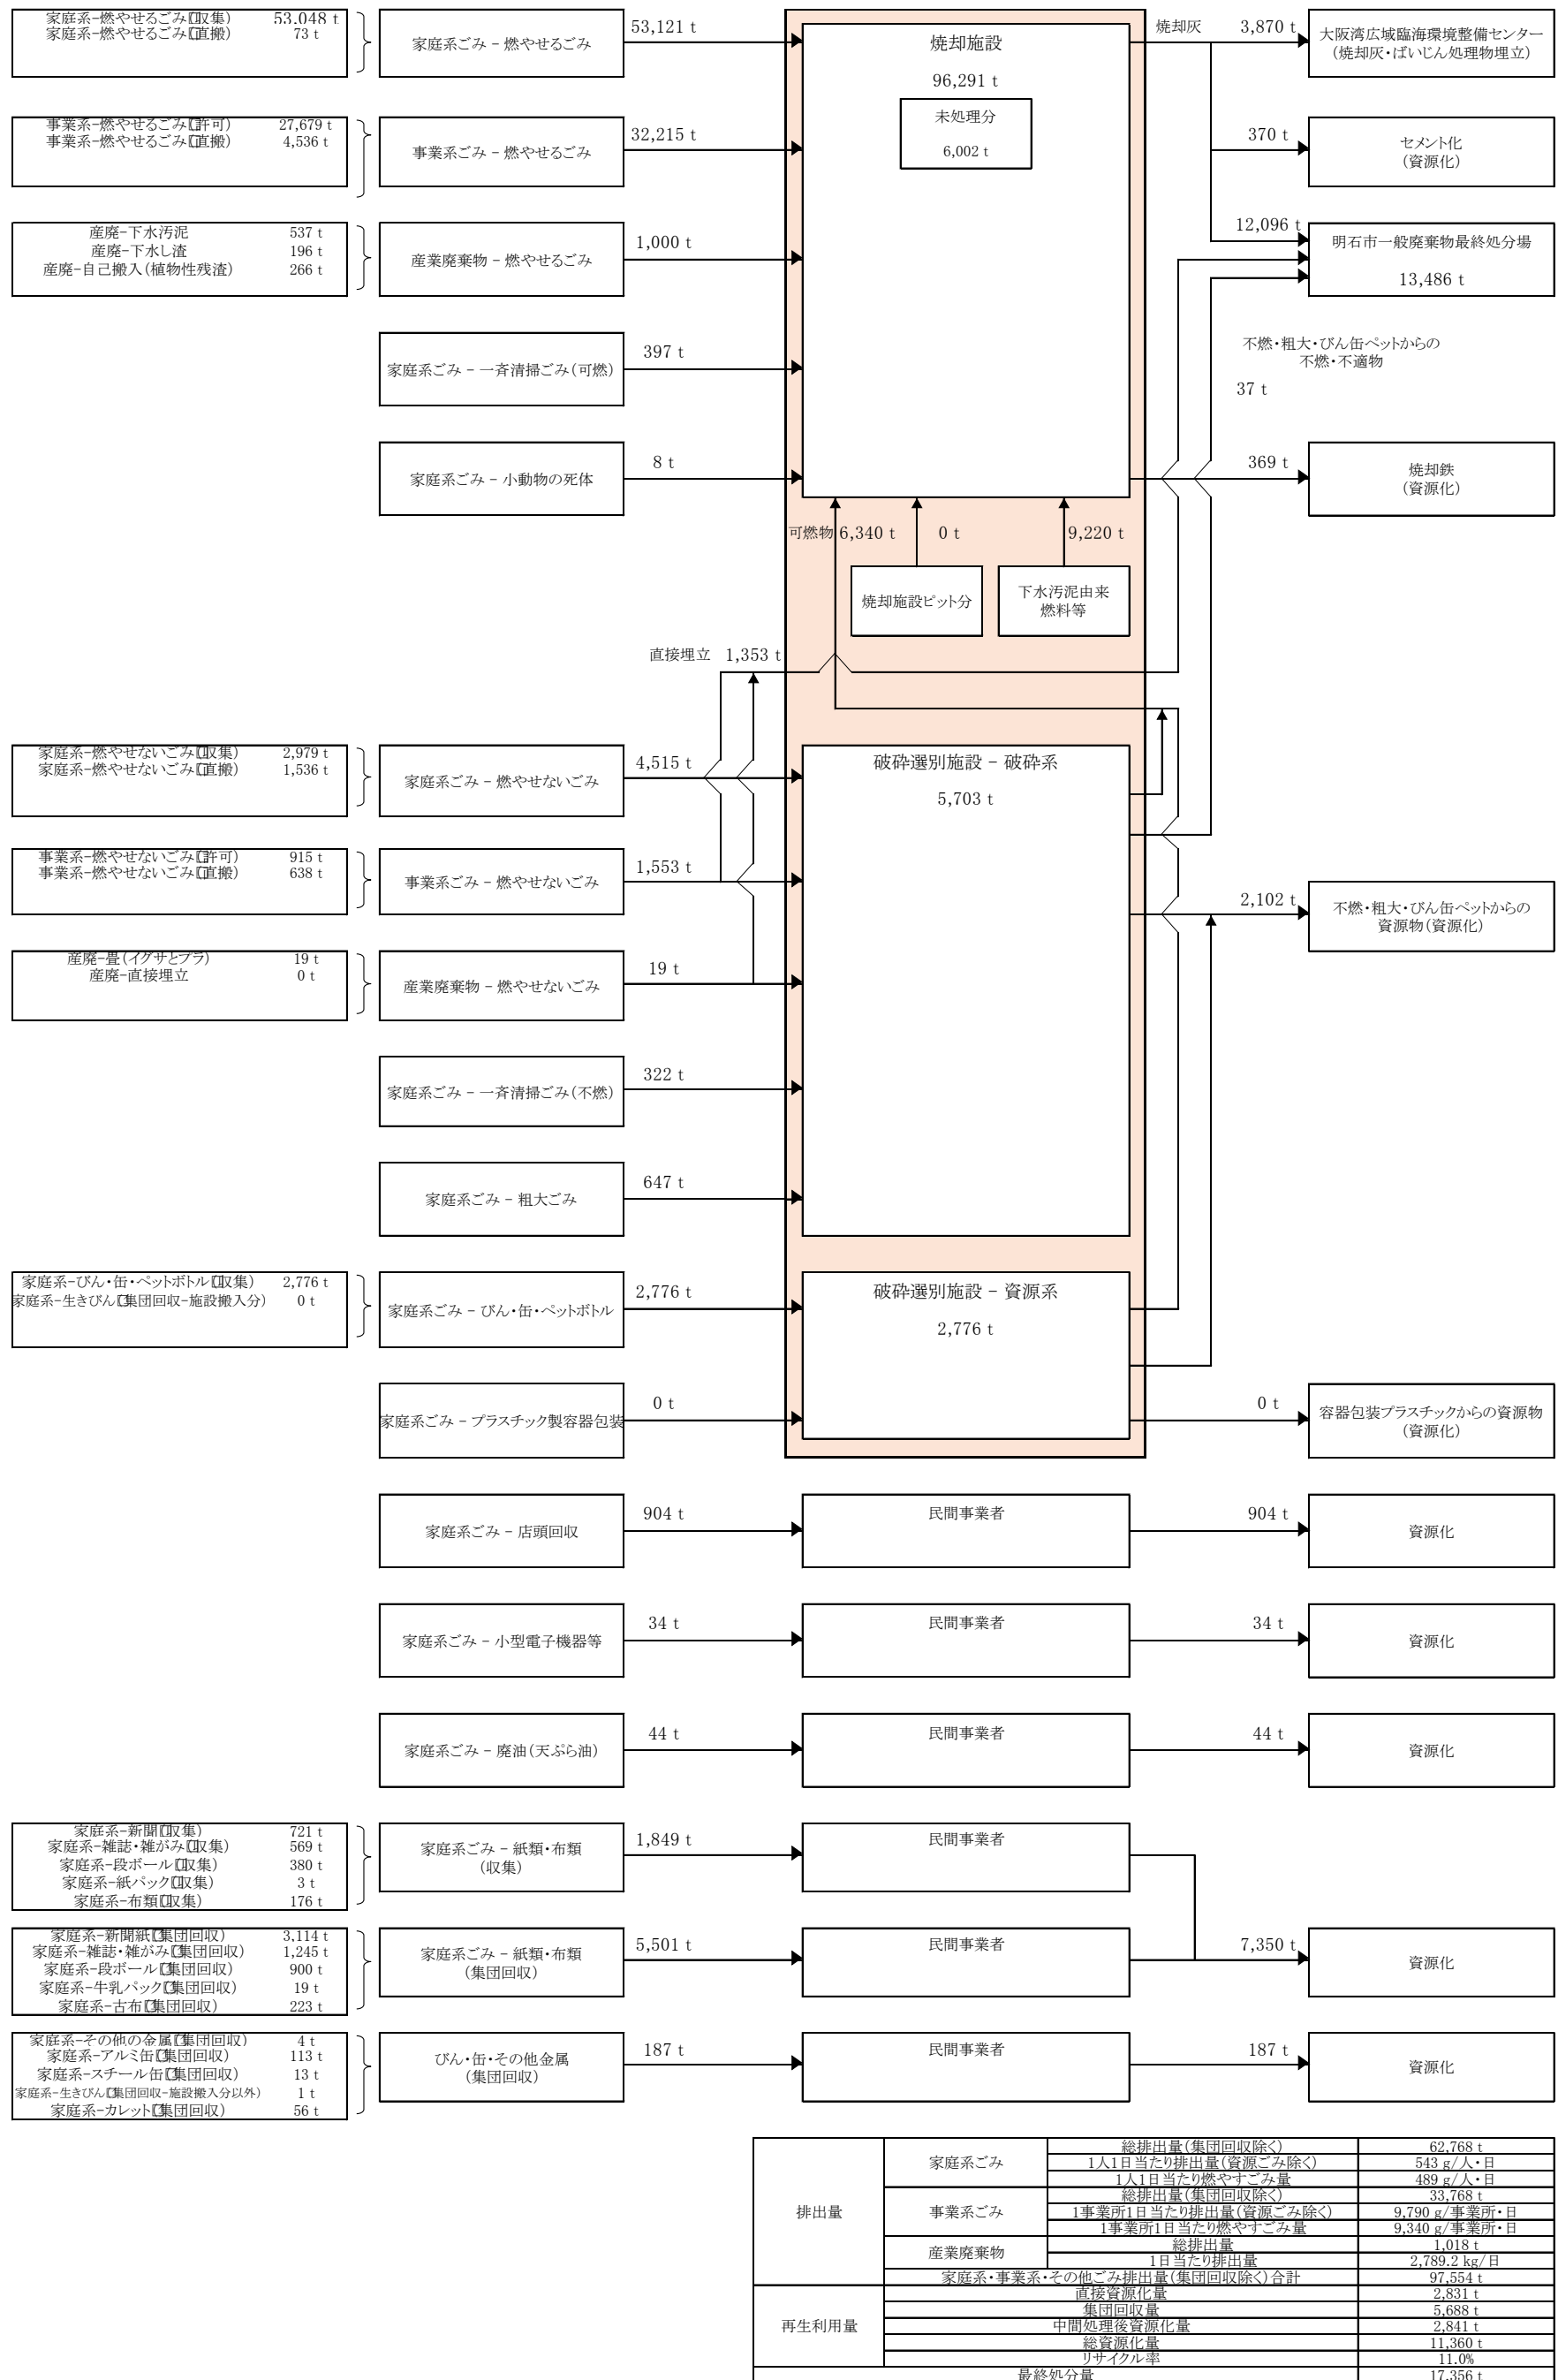 家庭系-燃やせるごみ(収集) 53,048 t
家庭系-燃やせるごみ(直搬) 73 t
家庭系ごみ - 燃やせるごみ
53,121 t
焼却施設
96,291 t
未処理分
6,002 t
焼却灰 3,870 t
大阪湾広域臨海環境整備センター
(焼却灰・ばいじん処理物埋立)
事業系-燃やせるごみ(許可) 27,679 t
事業系-燃やせるごみ(直搬) 4,536 t
事業系ごみ - 燃やせるごみ
32,215 t
370 t
セメント化
(資源化)
産廃-下水汚泥 537 t
産廃-下水し渣 196 t
産廃-自己搬入(植物性残渣) 266 t
産業廃棄物 - 燃やせるごみ
1,000 t
12,096 t
明石市一般廃棄物最終処分場
13,486 t
家庭系ごみ - 一斉清掃ごみ(可燃)
397 t
不燃・粗大・びん缶ペットからの
不燃・不適物
37 t
家庭系ごみ - 小動物の死体
8 t
369 t
焼却鉄
(資源化)
可燃物 6,340 t
0 t
9,220 t
焼却施設ピット分
下水汚泥由来
燃料等
直接埋立 1,353 t
家庭系-燃やせないごみ(収集) 2,979 t
家庭系-燃やせないごみ(直搬) 1,536 t
家庭系ごみ - 燃やせないごみ
4,515 t
破砕選別施設 - 破砕系
5,703 t
事業系-燃やせないごみ(許可) 915 t
事業系-燃やせないごみ(直搬) 638 t
事業系ごみ - 燃やせないごみ
1,553 t
2,102 t
不燃・粗大・びん缶ペットからの
資源物(資源化)
産廃-畳(イグサとプラ) 19 t
産廃-直接埋立 0 t
産業廃棄物 - 燃やせないごみ
19 t
家庭系ごみ - 一斉清掃ごみ(不燃)
322 t
家庭系ごみ - 粗大ごみ
647 t
家庭系-びん・缶・ペットボトル(収集) 2,776 t
家庭系-生きびん(集団回収-施設搬入分) 0 t
家庭系ごみ - びん・缶・ペットボトル
2,776 t
破砕選別施設 - 資源系
2,776 t
家庭系ごみ - プラスチック製容器包装
0 t
0 t
容器包装プラスチックからの資源物
(資源化)
家庭系ごみ - 店頭回収
904 t
民間事業者
904 t
資源化
家庭系ごみ - 小型電子機器等
34 t
民間事業者
34 t
資源化
家庭系ごみ - 廃油(天ぷら油)
44 t
民間事業者
44 t
資源化
家庭系-新聞(収集) 721 t
家庭系-雑誌・雑がみ(収集) 569 t
家庭系-段ボール(収集) 380 t
家庭系-紙パック(収集) 3 t
家庭系-布類(収集) 176 t
家庭系ごみ - 紙類・布類
(収集)
1,849 t
民間事業者
家庭系-新聞紙(集団回収) 3,114 t
家庭系-雑誌・雑がみ(集団回収) 1,245 t
家庭系-段ボール(集団回収) 900 t
家庭系-牛乳パック(集団回収) 19 t
家庭系-古布(集団回収) 223 t
家庭系ごみ - 紙類・布類
(集団回収)
5,501 t
民間事業者
7,350 t
資源化
家庭系-その他の金属(集団回収) 4 t
家庭系-アルミ缶(集団回収) 113 t
家庭系-スチール缶(集団回収) 13 t
家庭系-生きびん(集団回収-施設搬入分以外) 1 t
家庭系-カレット(集団回収) 56 t
びん・缶・その他金属
(集団回収)
187 t
民間事業者
187 t
資源化
排出量
家庭系ごみ
総排出量(集団回収除く) 62,768 t
1人1日当たり排出量(資源ごみ除く) 543 g/人・日
1人1日当たり燃やすごみ量 489 g/人・日
事業系ごみ
総排出量(集団回収除く) 33,768 t
1事業所1日当たり排出量(資源ごみ除く) 9,790 g/事業所・日
1事業所1日当たり燃やすごみ量 9,340 g/事業所・日
産業廃棄物
総排出量 1,018 t
1日当たり排出量 2,789.2 kg/日
家庭系・事業系・その他ごみ排出量(集団回収除く)合計 97,554 t
再生利用量
直接資源化量 2,831 t
集団回収量 5,688 t
中間処理後資源化量 2,841 t
総資源化量 11,360 t
リサイクル率 11.0%
最終処分量 17,356 t